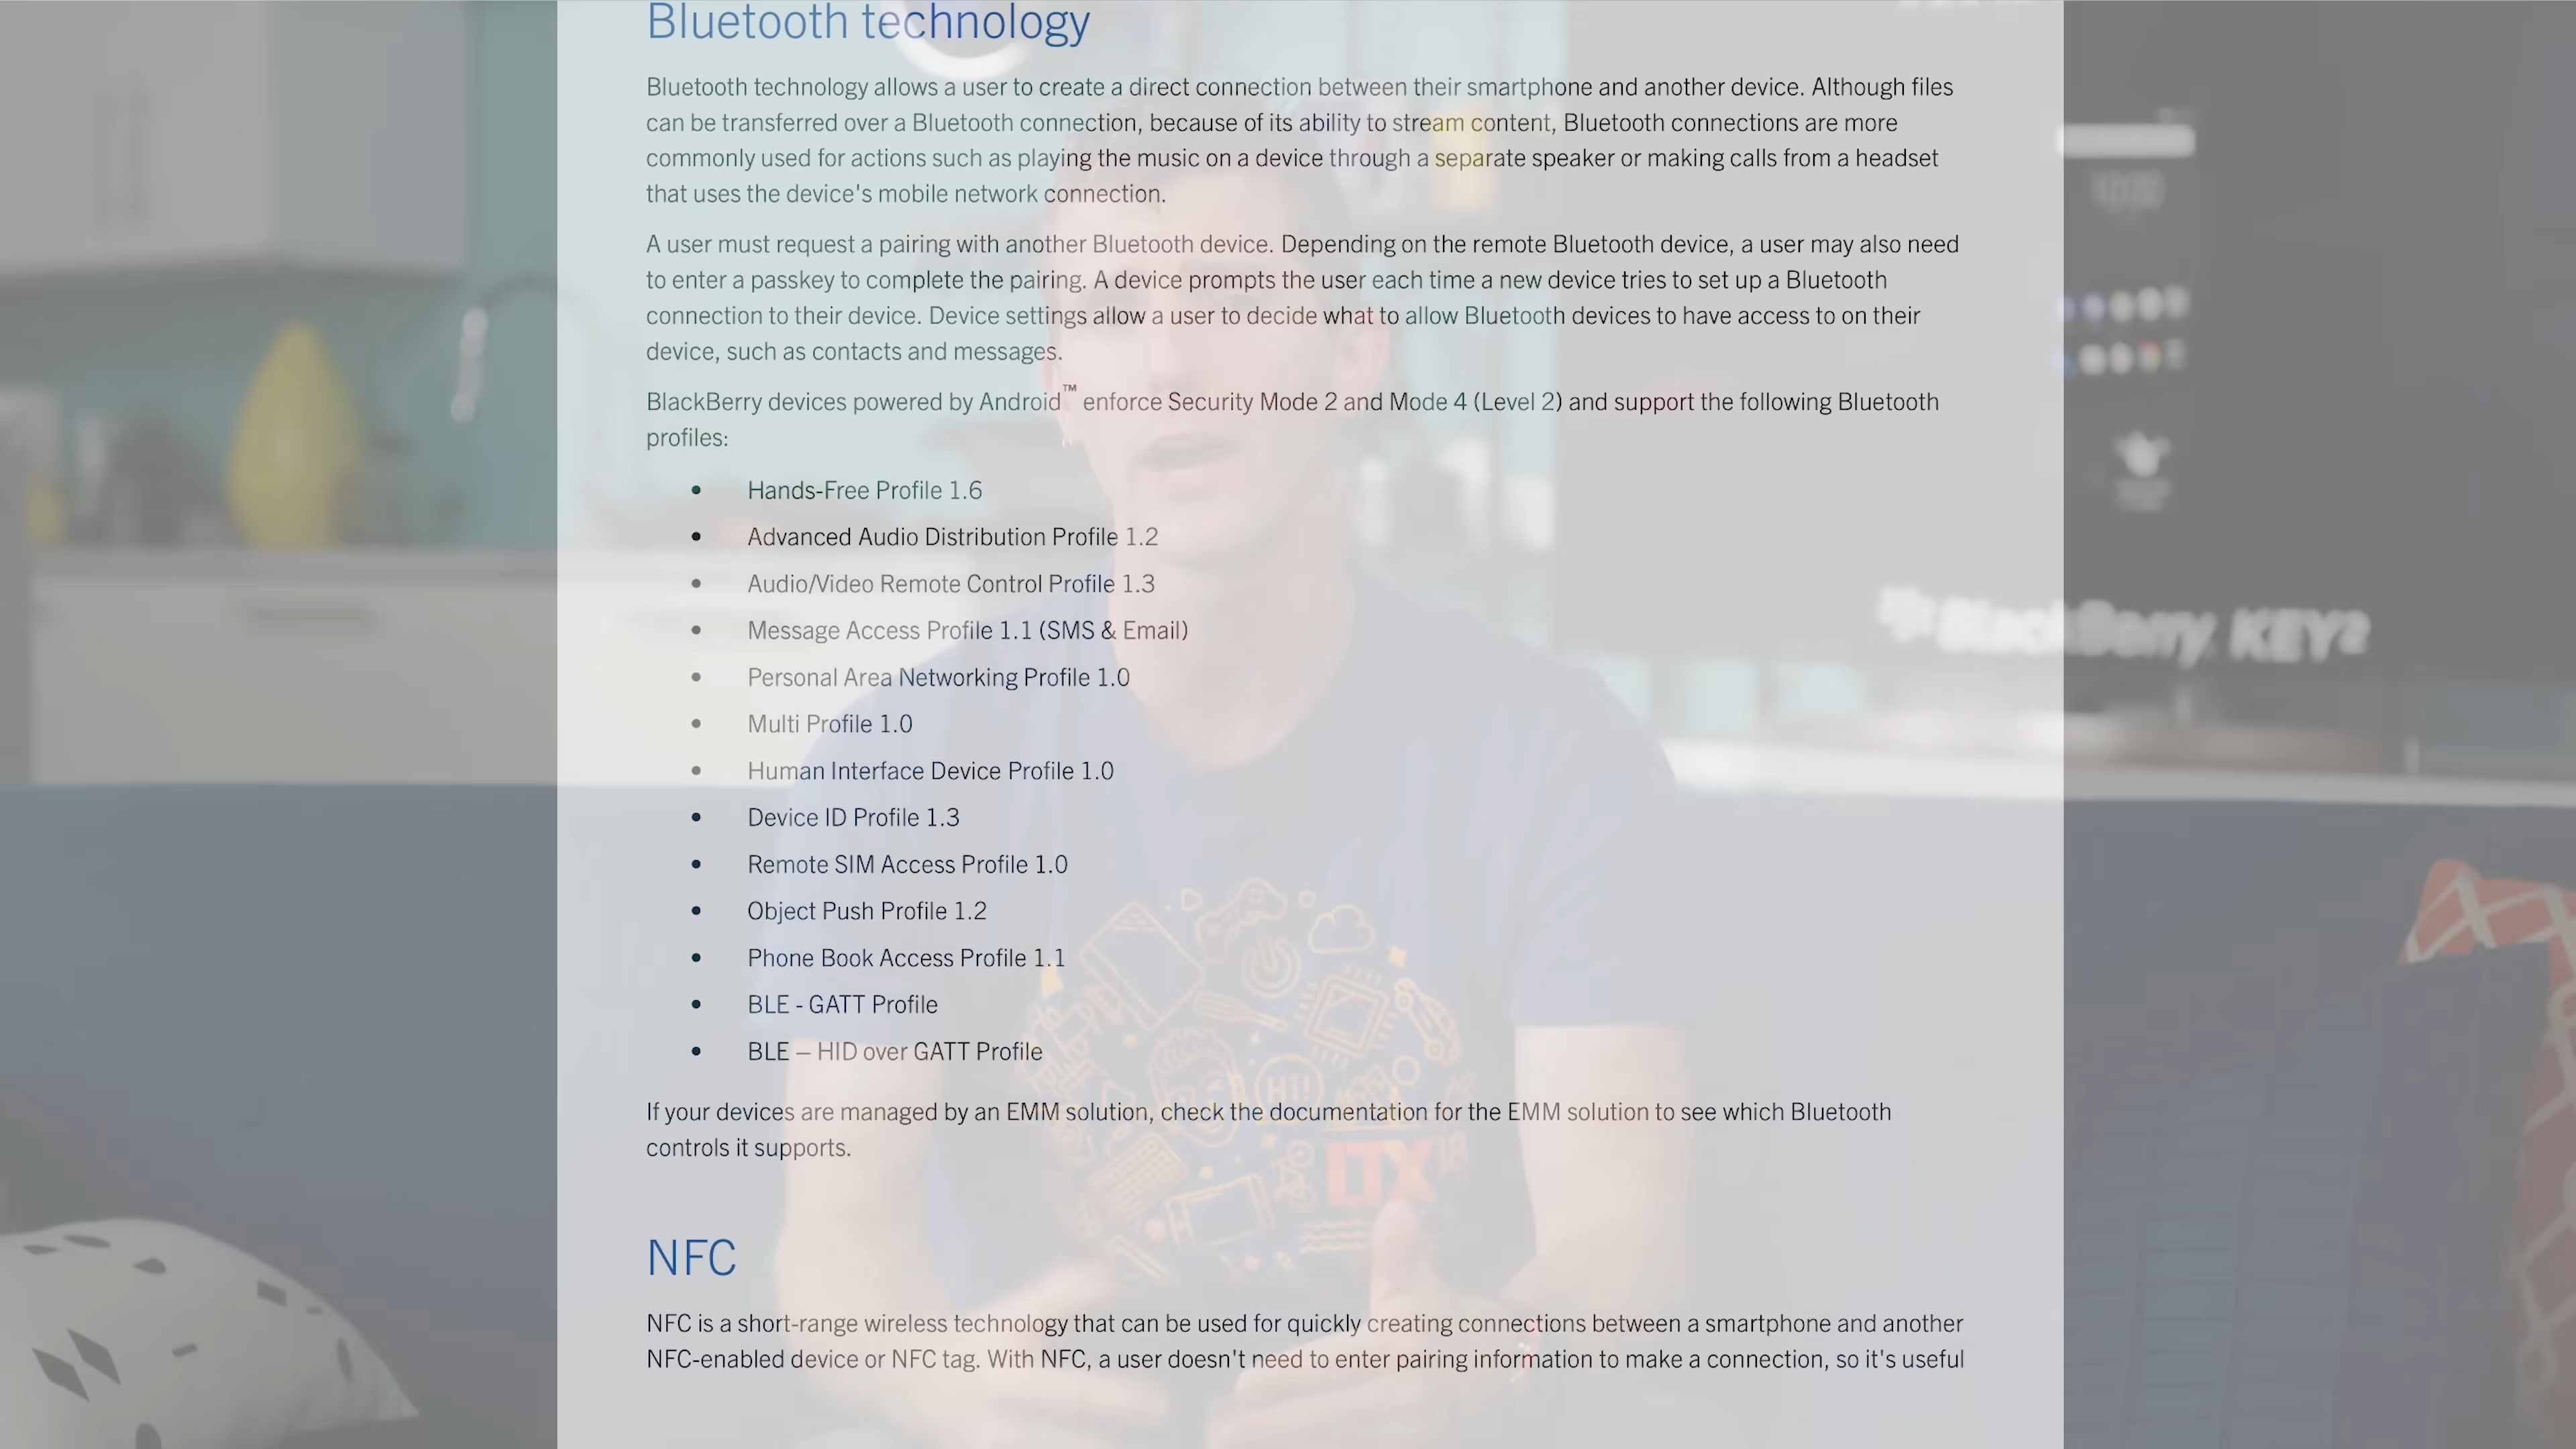 Bluetooth technology
Bluetooth technology allows a user to create a direct connection between their smartphone and another device. Although files
can be transferred over a Bluetooth connection, because of its ability to stream content, Bluetooth connections are more
commonly used for actions such as playing the music on a device through a separate speaker or making calls from a headset
that uses the device's mobile network connection.
A user must request a pairing with another Bluetooth device. Depending on the remote Bluetooth device, a user may also need
to enter a passkey to complete the pairing. A device prompts the user each time a new device tries to set up a Bluetooth
connection to their device. Device settings allow a user to decide what to allow Bluetooth devices to have access to on their
device, such as contacts and messages.
BlackBerry devices powered by Android™ enforce Security Mode 2 and Mode 4 (Level 2) and support the following Bluetooth
profiles:
• Hands-Free Profile 1.6
• Advanced Audio Distribution Profile 1.2
• Audio/Video Remote Control Profile 1.3
• Message Access Profile 1.1 (SMS & Email)
• Personal Area Networking Profile 1.0
• Multi Profile 1.0
• Human Interface Device Profile 1.0
• Device ID Profile 1.3
• Remote SIM Access Profile 1.0
• Object Push Profile 1.2
• Phone Book Access Profile 1.1
• BLE - GATT Profile
• BLE – HID over GATT Profile
If your devices are managed by an EMM solution, check the documentation for the EMM solution to see which Bluetooth
controls it supports.
NFC
NFC is a short-range wireless technology that can be used for quickly creating connections between a smartphone and another
NFC-enabled device or NFC tag. With NFC, a user doesn't need to enter pairing information to make a connection, so it's useful
BlackBerry KEY2
Hi!
LTX